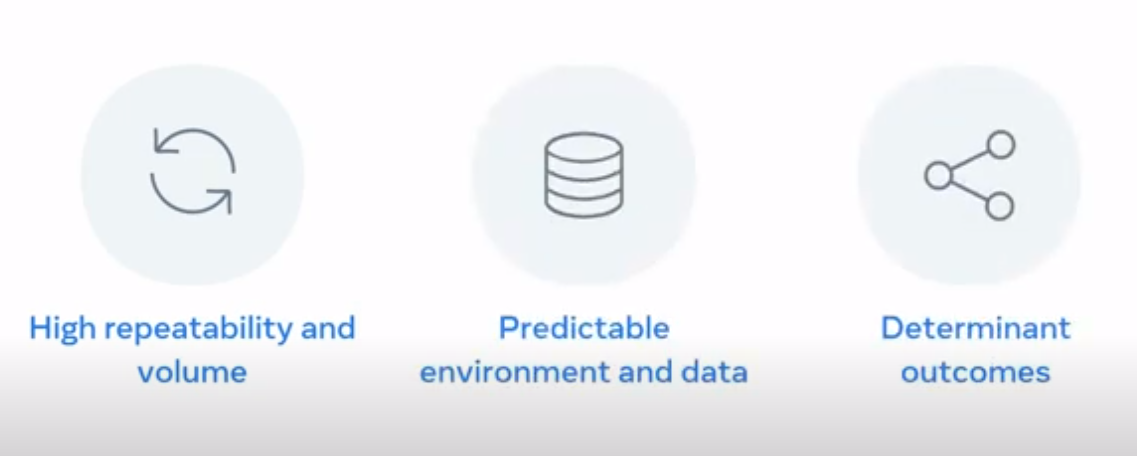 High repeatability and
volume
Predictable
environment and data
Determinant
outcomes